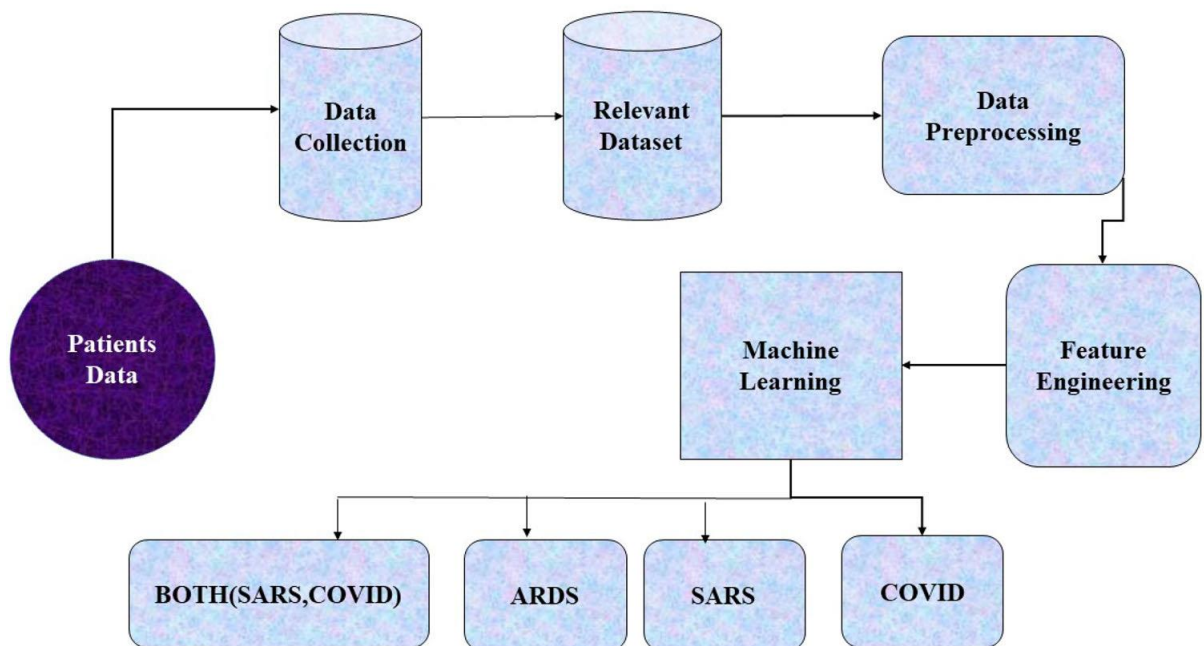 Data
Collection
Relevant
Dataset
Data
Preprocessing
Patients
Data
Machine
Learning
Feature
Engineering
BOTH(SARS,COVID)
ARDS
SARS
COVID